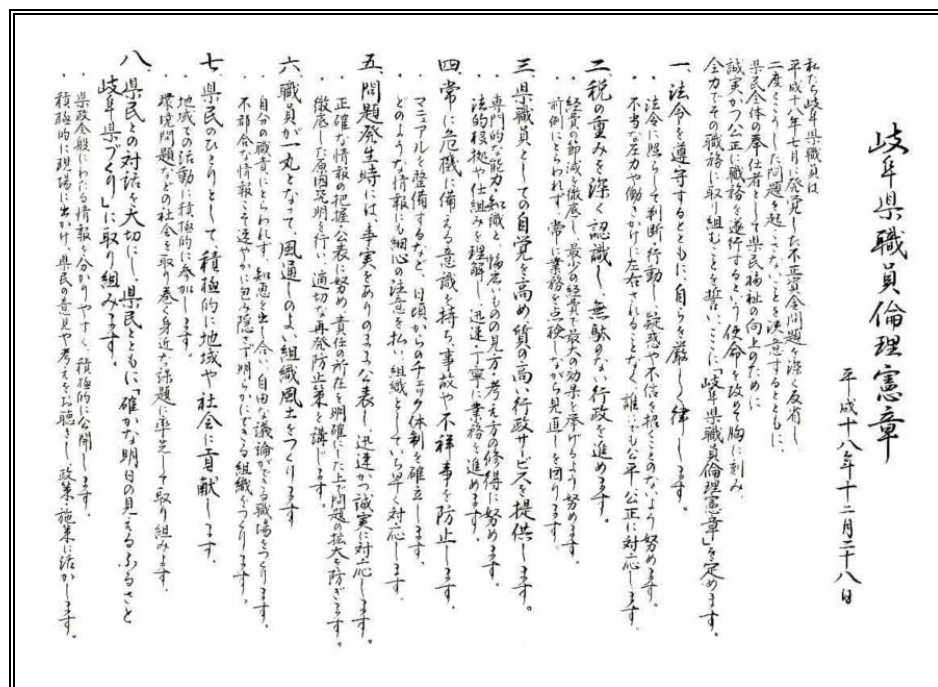 岐阜県職員倫理憲章
平成十八年十二月二十八日
私たち岐阜県職員は
平成十八年七月に発覚した不正資金問題を深く反省し、
二度とこうした問題を起こさないことを決意するとともに、
県民全体の奉仕者として県民福祉の向上のために
誠実かつ公正に職務を遂行するという使命を改めて胸に刻み
全力でその職務に取り組むことを誓い、ここに「岐阜県職員倫理憲章」を定めます。
一、法令を遵守するとともに、自らを厳しく律します。
・法令に照らして判断・行動し、疑惑や不信を招くことのないよう努めます。
・不当な圧力や働きかけに左右されることなく、誰にでも公平・公正に対応します。
二、税の重みを深く認識し、無駄のない行政を進めます。
・経費の節減を徹底し、最少の経費で最大の効果を挙げるよう努めます。
・前例にとらわれず、常に業務を点検しながら見直しを図ります。
三、県職員としての自覚を高め、質の高い行政サービスを提供します。
・専門的な能力・知識と、幅広いものの見方・考え方の修得に努めます。
・法的根拠や仕組みを理解し、迅速・丁寧に業務を進めます。
四、常に危機に備える意識を持ち、事故や不祥事を防止します。
・マニュアルを整備するなど、日頃からのチェック体制を確立します。
・どのような情報にも細心の注意を払い、組織としていち早く対応します。
五、問題発生時には、事実をありのままに公表し、迅速かつ誠実に対応します。
・正確な情報の把握・公表に努め、責任の所在を明確にした上で問題の拡大を防ぎます。
・徹底した原因究明を行い、適切な再発防止策を講じます。
六、職員が一丸となって、風通しのよい組織風土をつくります。
・自分の職責にとらわれず、知恵を出し合い、自由な議論ができる職場をつくります。
・不都合な情報こそ速やかに包み隠さず明らかにできる組織をつくります。
七、県民のひとりとして、積極的に地域や社会に貢献します。
・地域での活動に積極的に参加します。
・環境問題などの社会を取り巻く身近な課題に率先して取り組みます。
八、県民との対話を大切にし、県民とともに「確かな明日の見えるふるさと
岐阜県づくり」に取り組みます。
・県政全般にわたる情報を分かりやすく、積極的に公開します。
・積極的に現場に出かけ、県民の意見や考えをお聴きし、政策・施策に活かします。